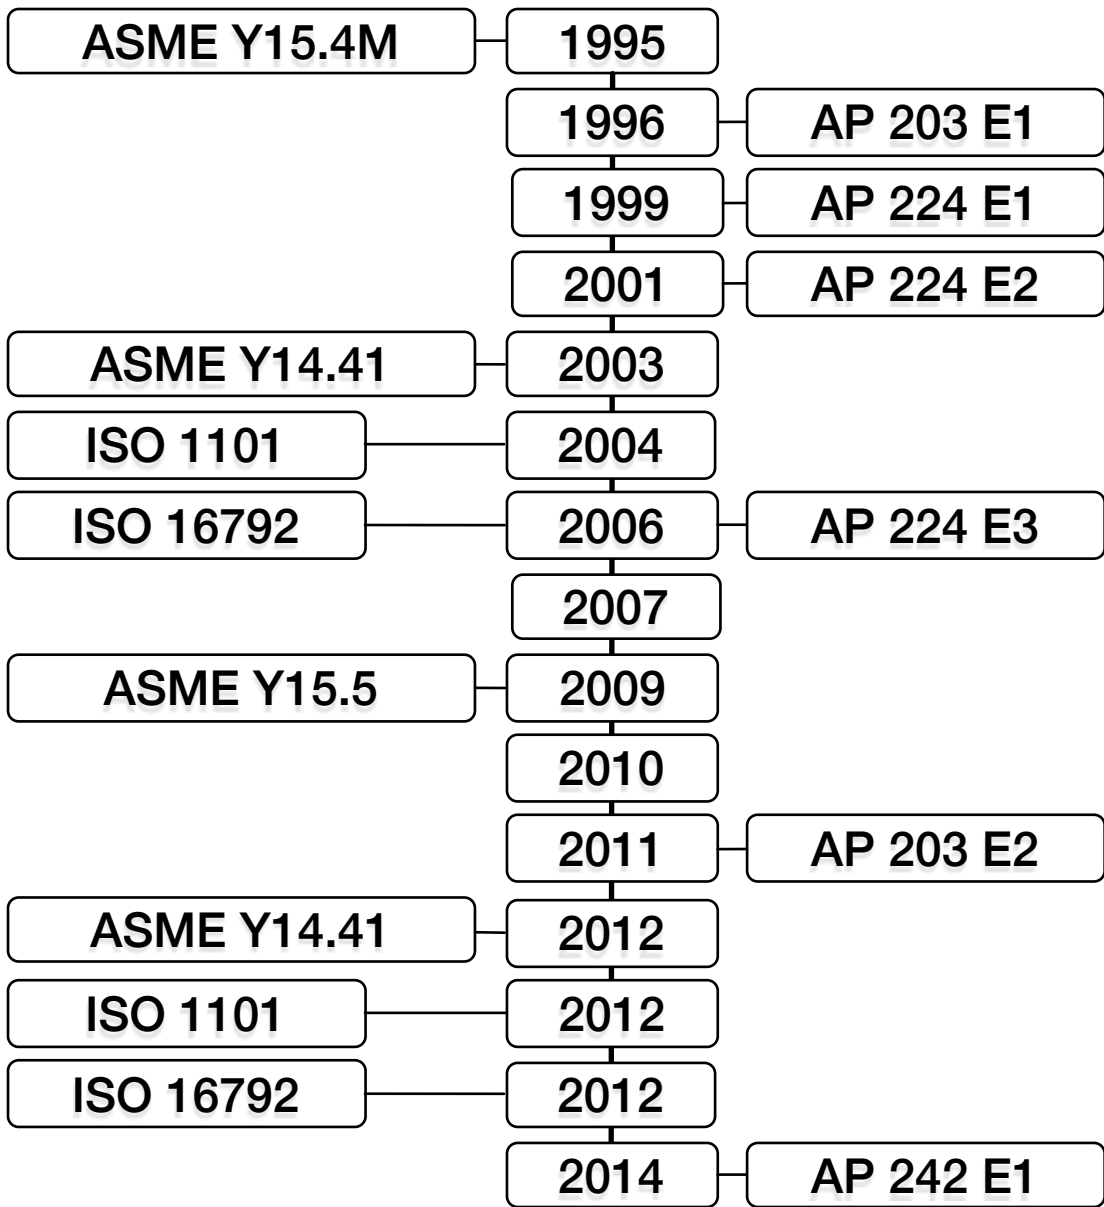 ASME Y15.4M 1995
1996 AP 203 E1
1999 AP 224 E1
2001 AP 224 E2
ASME Y14.41 2003
ISO 1101 2004
ISO 16792 2006 AP 224 E3
2007
ASME Y15.5 2009
2010
2011 AP 203 E2
ASME Y14.41 2012
ISO 1101 2012
ISO 16792 2012
2014 AP 242 E1